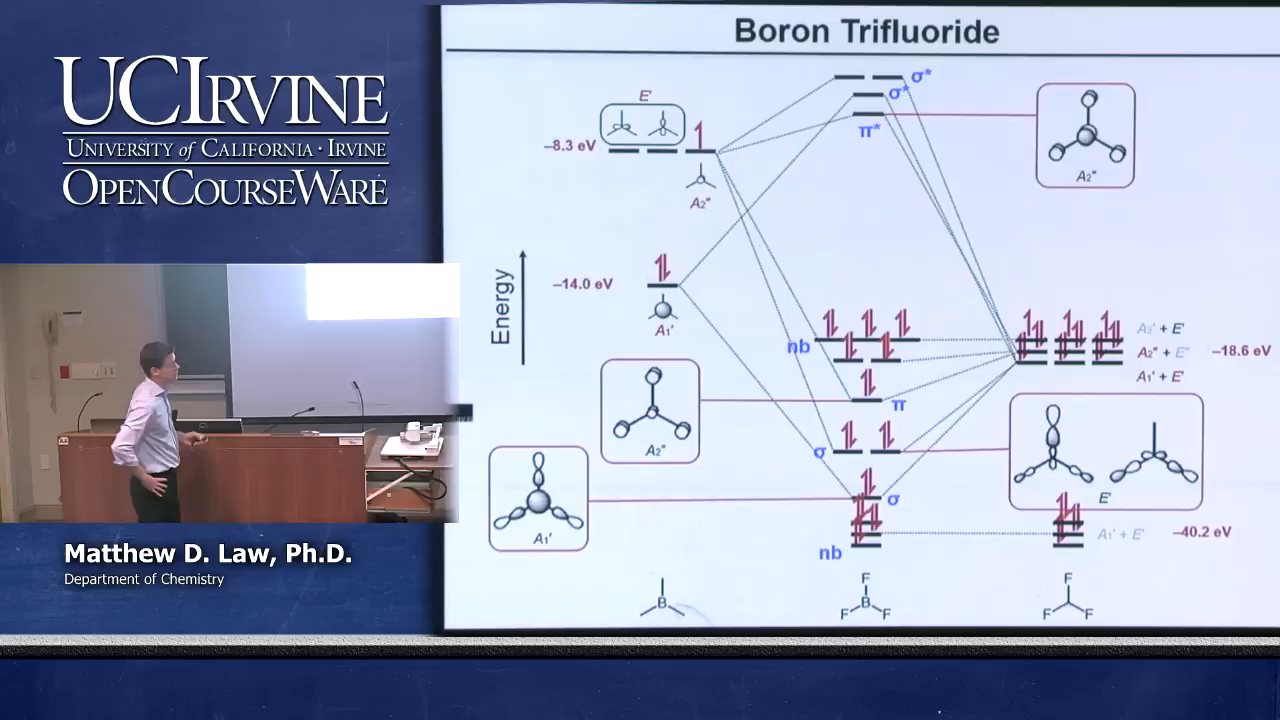 UCIRVINE
UNIVERSITY of CALIFORNIA · IRVINE
OPENCOURSEWARE
Matthew D. Law, Ph.D.
Department of Chemistry
Boron Trifluoride
σ*
σ*
π*
E'
–8.3 eV
A2"
A2"
Energy
–14.0 eV
A1'
nb
A2' + E'
A2" + E"
–18.6 eV
A1' + E'
π
A2"
σ
E'
σ
A1'
A1' + E'
–40.2 eV
nb
B
F
B
F F
F
F F